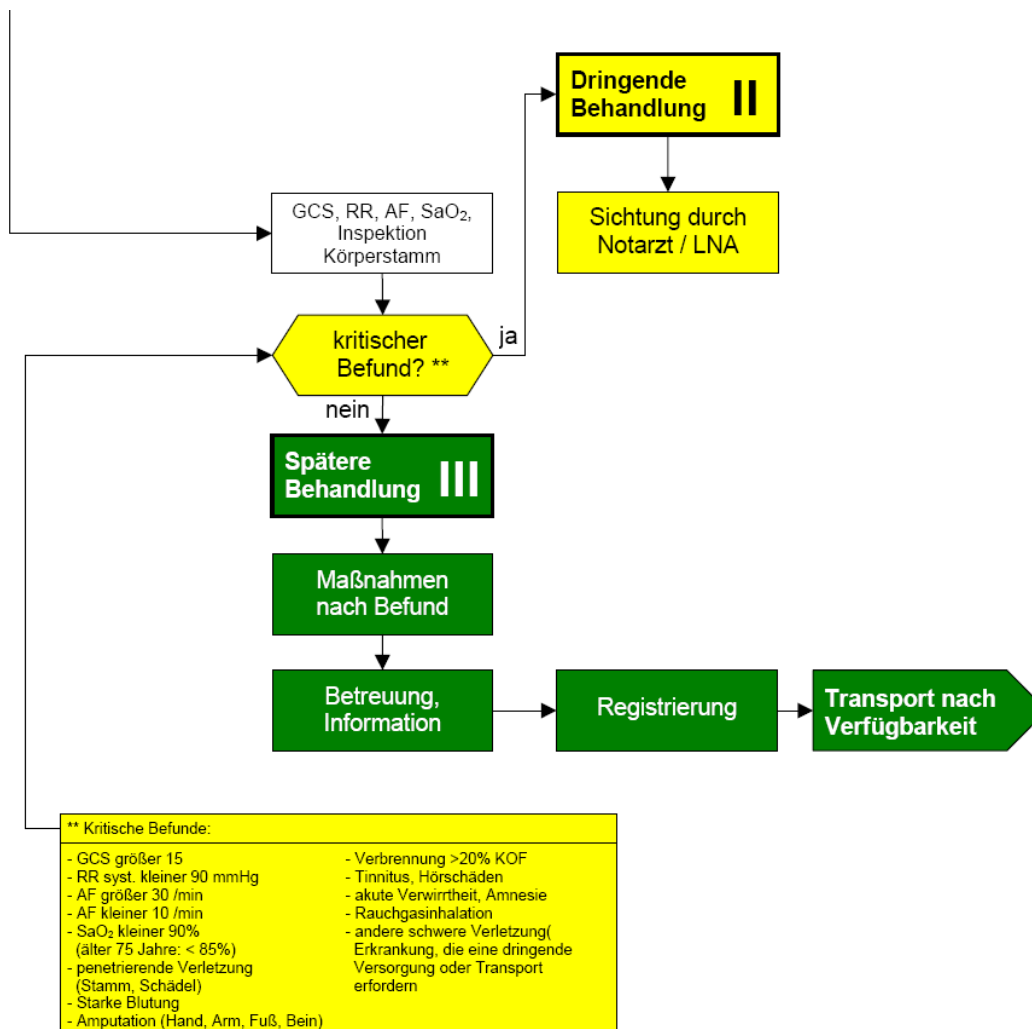 Dringende
Behandlung II
Sichtung durch
Notarzt / LNA
GCS, RR, AF, SaO₂,
Inspektion
Körperstamm
kritischer
Befund? **
ja
nein
Spätere
Behandlung III
Maßnahmen
nach Befund
Betreuung,
Information
Registrierung
Transport nach
Verfügbarkeit
** Kritische Befunde:
- GCS größer 15
- RR syst. kleiner 90 mmHg
- AF größer 30 /min
- AF kleiner 10 /min
- SaO₂ kleiner 90%
(älter 75 Jahre: < 85%)
- penetrierende Verletzung
(Stamm, Schädel)
- Starke Blutung
- Amputation (Hand, Arm, Fuß, Bein)
- Verbrennung >20% KOF
- Tinnitus, Hörschäden
- akute Verwirrtheit, Amnesie
- Rauchgasinhalation
- andere schwere Verletzung(
Erkrankung, die eine dringende
Versorgung oder Transport
erfordern